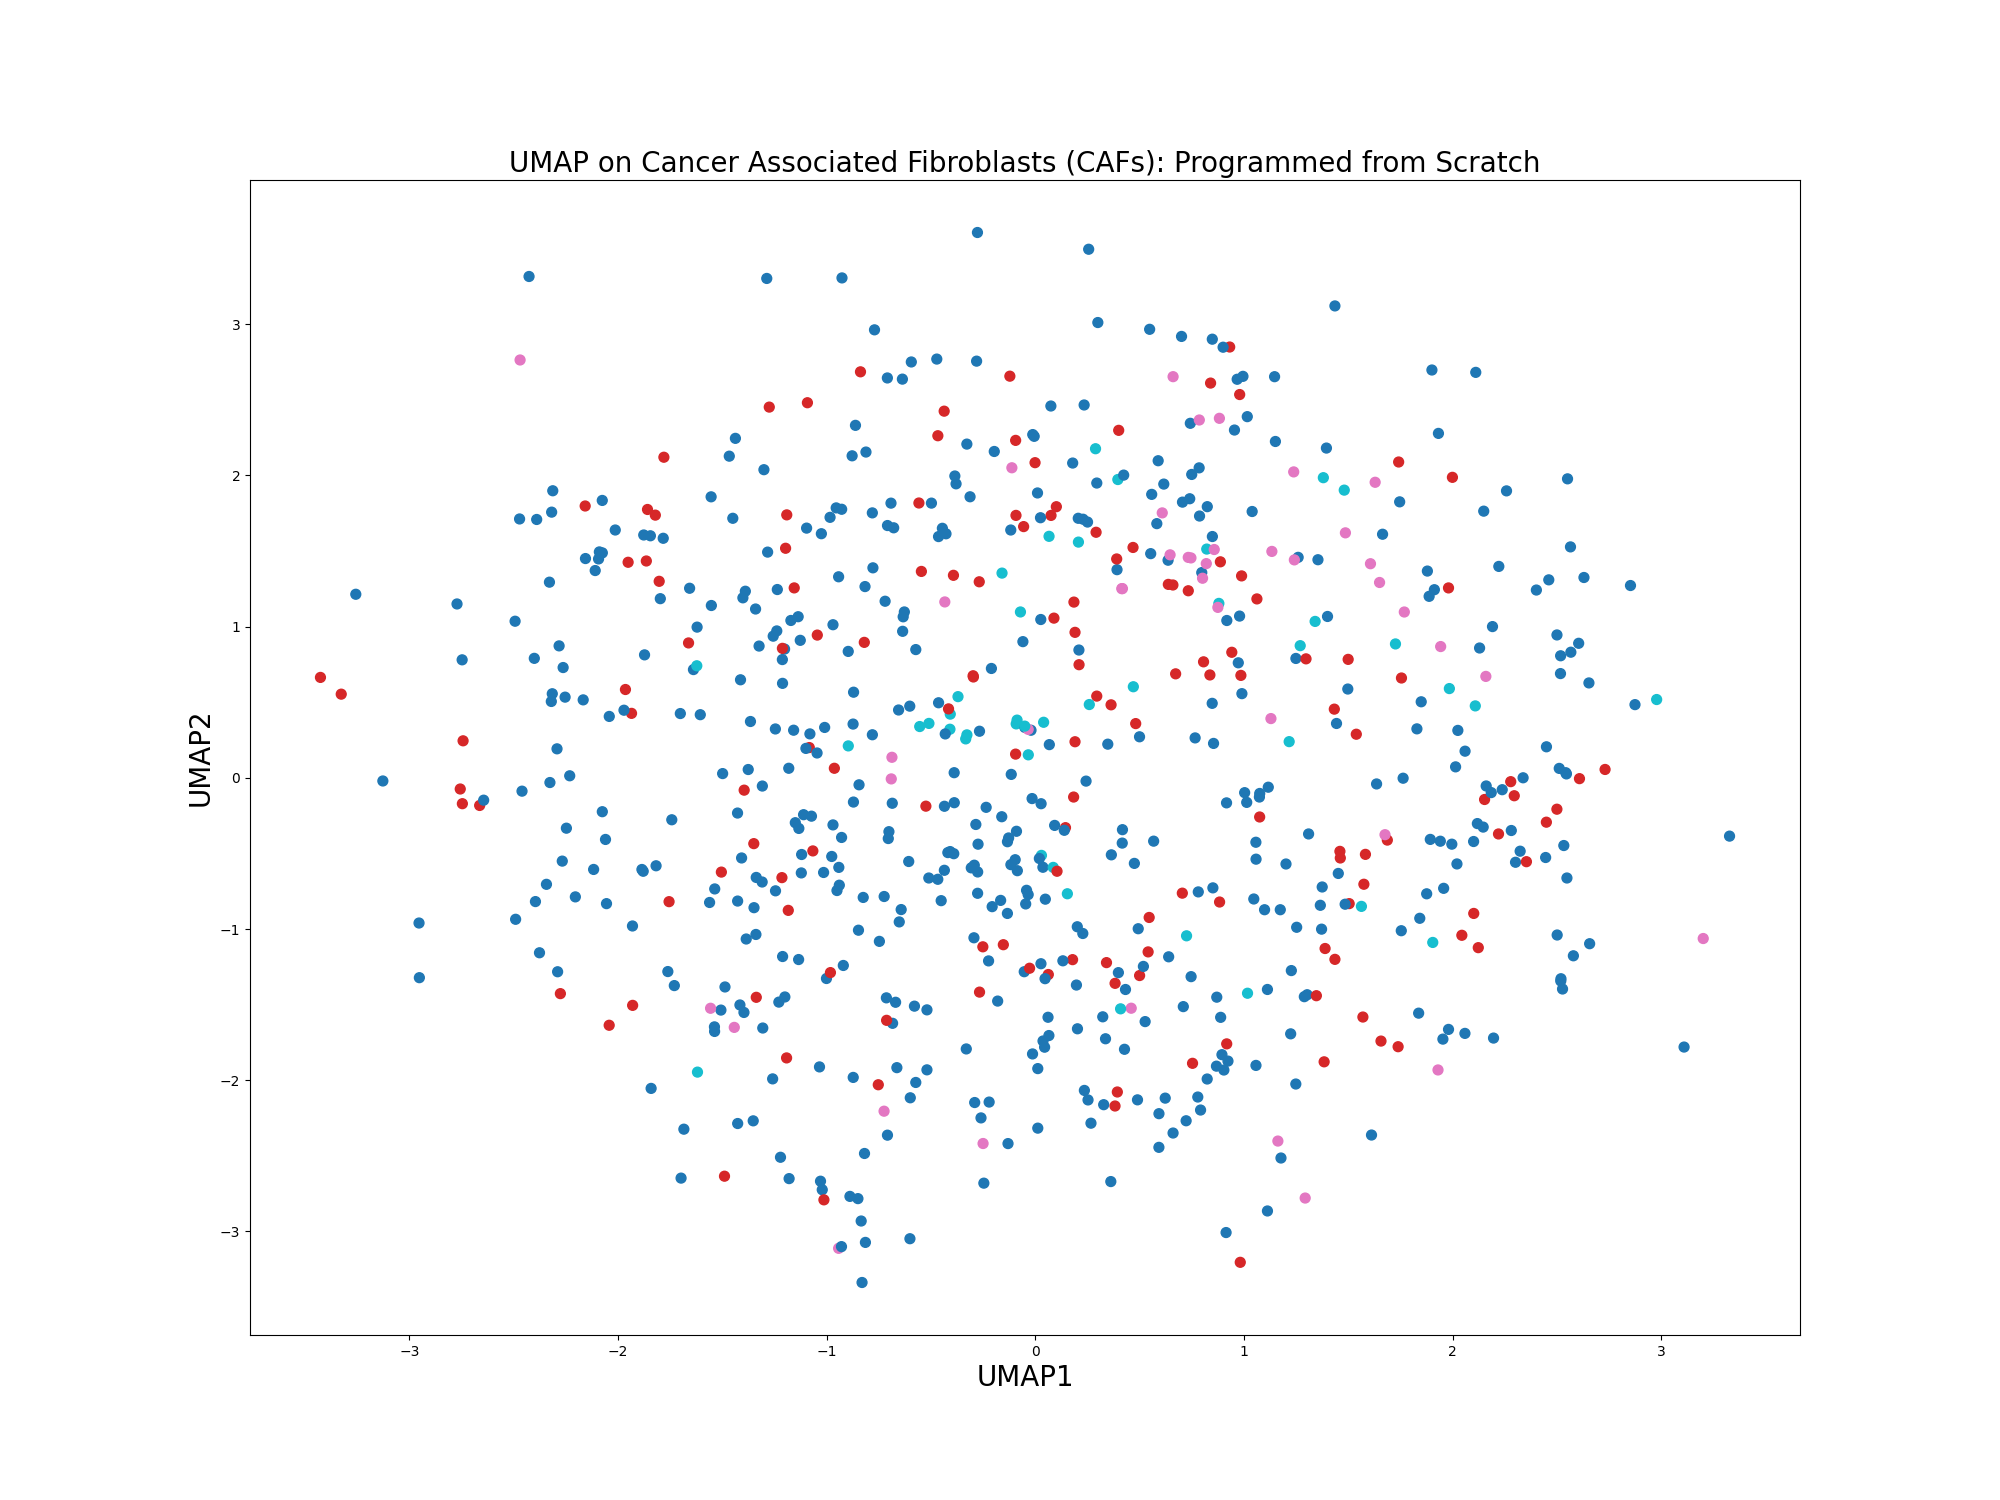 UMAP on Cancer Associated Fibroblasts (CAFs): Programmed from Scratch
3
2
1
0
−1
−2
−3
UMAP2
−3 −2 −1 0 1 2 3
UMAP1